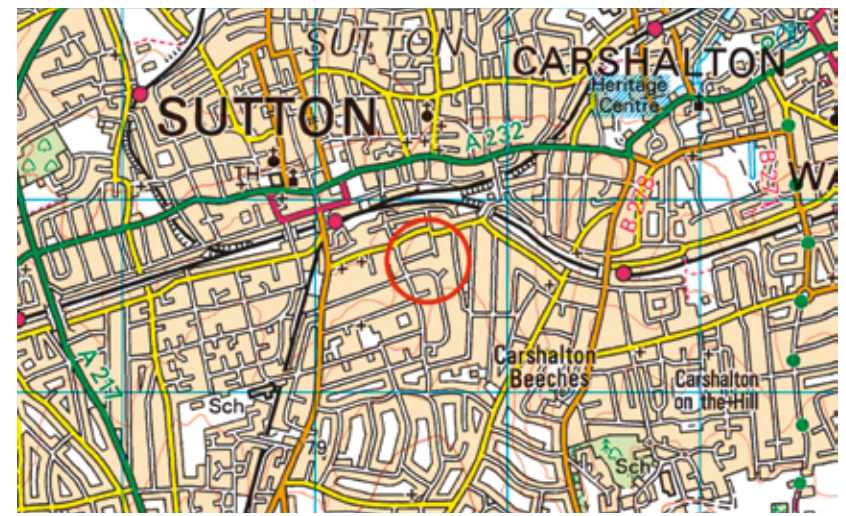 SUTTON
CARSHALTON
Heritage
Centre
SUTTON
A 232
TH
B 278
B 271
WA
A 217
Carshalton
Beeches
Carshalton
on the Hill
Sch
79
Sch